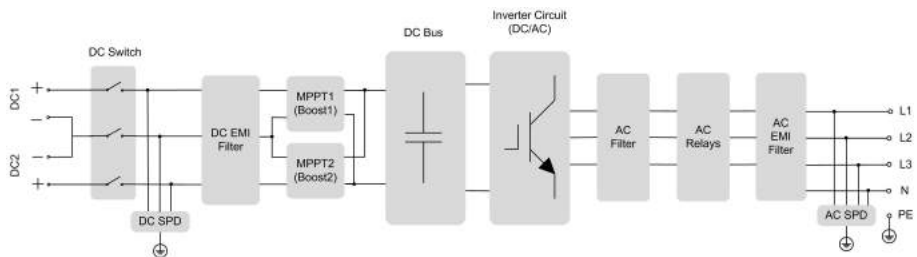 Inverter Circuit
(DC/AC)
DC Bus
DC Switch
DC1
+
−
DC2
−
+
DC EMI
Filter
MPPT1
(Boost1)
MPPT2
(Boost2)
DC SPD
AC
Filter
AC
Relays
AC
EMI
Filter
AC SPD
L1
L2
L3
N
PE